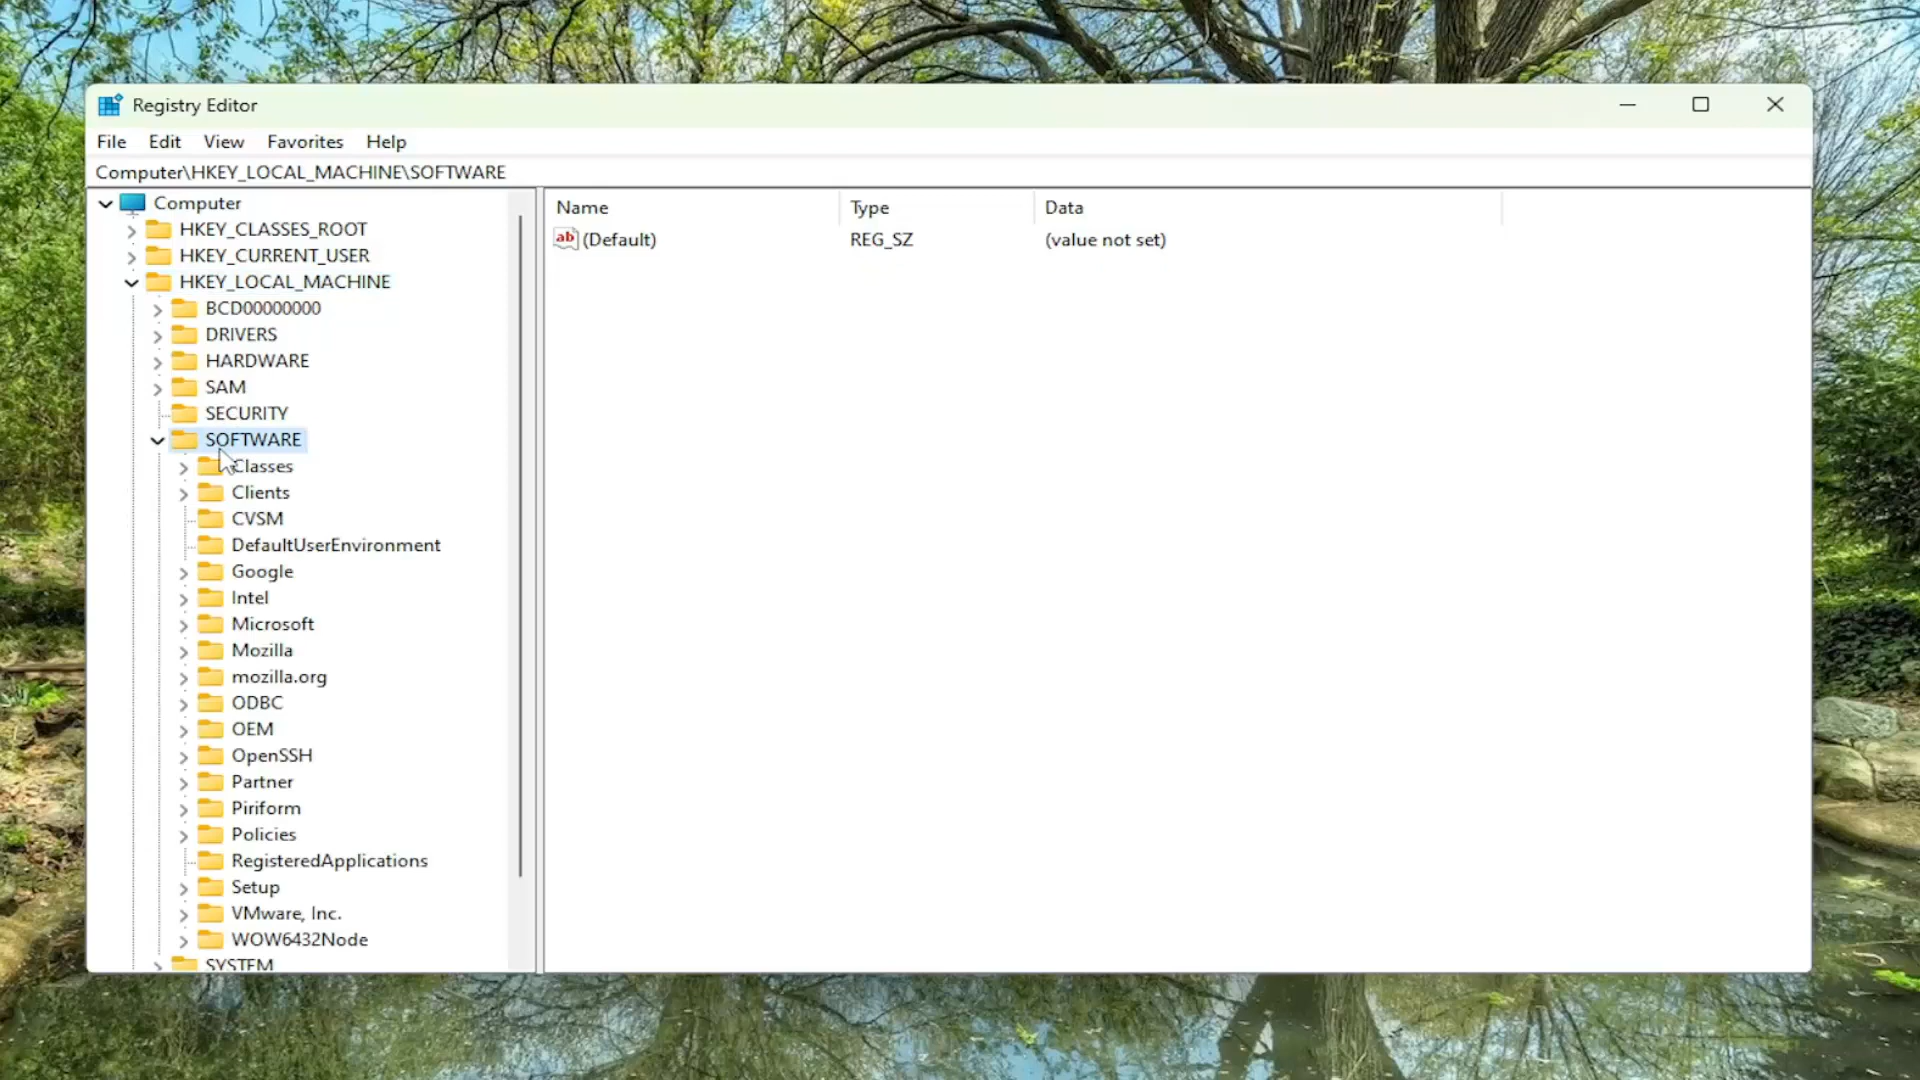 Registry Editor
File Edit View Favorites Help
Computer\HKEY_LOCAL_MACHINE\SOFTWARE
Computer
HKEY_CLASSES_ROOT
HKEY_CURRENT_USER
HKEY_LOCAL_MACHINE
BCD00000000
DRIVERS
HARDWARE
SAM
SECURITY
SOFTWARE
Classes
Clients
CVSM
DefaultUserEnvironment
Google
Intel
Microsoft
Mozilla
mozilla.org
ODBC
OEM
OpenSSH
Partner
Piriform
Policies
RegisteredApplications
Setup
VMware, Inc.
WOW6432Node
SYSTEM
Name Type Data
ab (Default) REG_SZ (value not set)